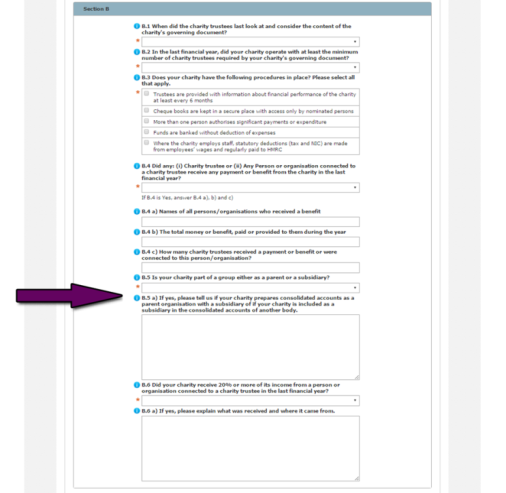 Section B
B.1 When did the charity trustees last look at and consider the content of the
charity's governing document?
*
B.2 In the last financial year, did your charity operate with at least the minimum
number of charity trustees required by your charity's governing document?
*
B.3 Does your charity have the following procedures in place? Please select all
that apply.
*
Trustees are provided with information about financial performance of the charity
at least every 6 months
Cheque books are kept in a secure place with access only by nominated persons
More than one person authorises significant payments or expenditure
Funds are banked without deduction of expenses
Where the charity employs staff, statutory deductions (tax and NIC) are made
from employees' wages and regularly paid to HMRC
B.4 Did any: (i) Charity trustee or (ii) Any Person or organisation connected to
a charity trustee receive any payment or benefit from the charity in the last
financial year?
*
If B.4 is Yes, answer B.4 a), b) and c)
B.4 a) Names of all persons/organisations who received a benefit
B.4 b) The total money or benefit, paid or provided to them during the year
B.4 c) How many charity trustees received a payment or benefit or were
connected to this person/organisation?
B.5 Is your charity part of a group either as a parent or a subsidiary?
*
B.5 a) If yes, please tell us if your charity prepares consolidated accounts as a
parent organisation with a subsidiary of if your charity is included as a
subsidiary in the consolidated accounts of another body.
B.6 Did your charity receive 20% or more of its income from a person or
organisation connected to a charity trustee in the last financial year?
*
B.6 a) If yes, please explain what was received and where it came from.